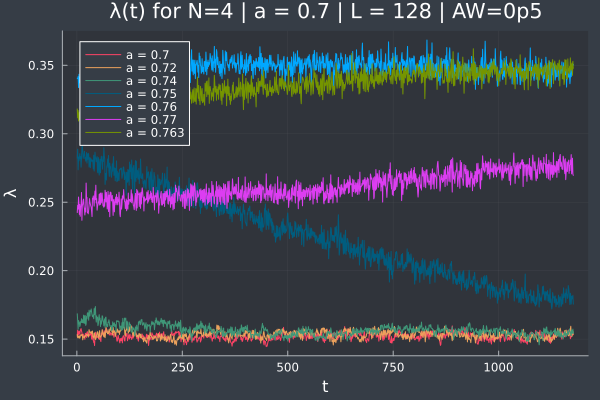 λ(t) for N=4 | a = 0.7 | L = 128 | AW=0p5
a = 0.7
a = 0.72
a = 0.74
a = 0.75
a = 0.76
a = 0.77
a = 0.763
0.35
0.30
0.25
0.20
0.15
λ
0
250
500
750
1000
t